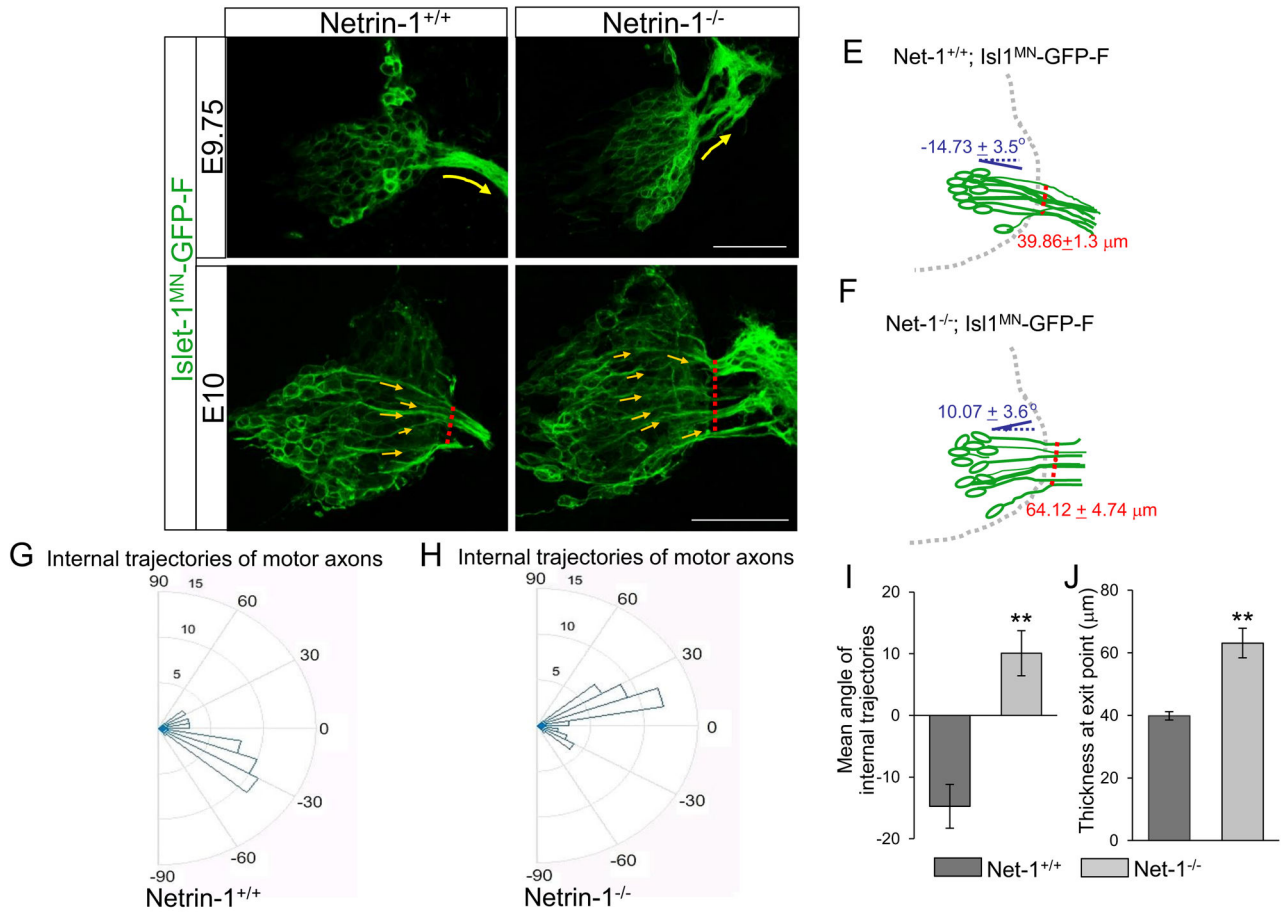 Netrin-1+/+
Netrin-1-/-
Islet-1MN-GFP-F
E9.75
E10
E
Net-1+/+; Isl1MN-GFP-F
-14.73 ± 3.5o
39.86±1.3 μm
F
Net-1-/-; Isl1MN-GFP-F
10.07 ± 3.6o
64.12 ± 4.74 μm
G Internal trajectories of motor axons
90
15
60
10
30
5
0
-30
-60
-90
Netrin-1+/+
H Internal trajectories of motor axons
90
15
60
10
30
5
0
-30
-60
-90
Netrin-1-/-
I
Mean angle of
internal trajectories
20
10
0
-10
-20
**
J
Thickness at exit point (μm)
80
60
40
20
0
**
Net-1+/+
Net-1-/-